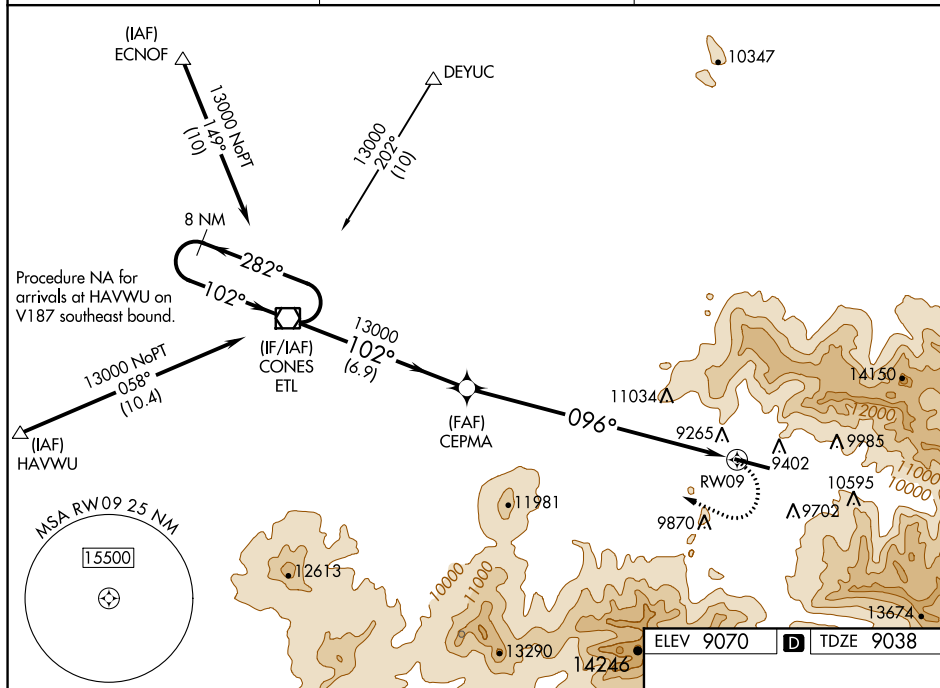 (IAF)
ECNOF
13000 NoPT
149°
(10)
DEYUC
13000
202°
(10)
10347
8 NM
282°
102°
Procedure NA for
arrivals at HAVWU on
V187 southeast bound.
(IF/IAF)
CONES
ETL
13000
102°
(6.9)
13000 NoPT
058°
(10.4)
(IAF)
HAVWU
(FAF)
CEPMA
096°
11034
14150
12000
9265
9402
9985
11000
10000
RW09
10595
9870
9702
11981
MSA RW09 25 NM
15500
12613
10000
11000
13290
14246
13674
ELEV 9070 D TDZE 9038